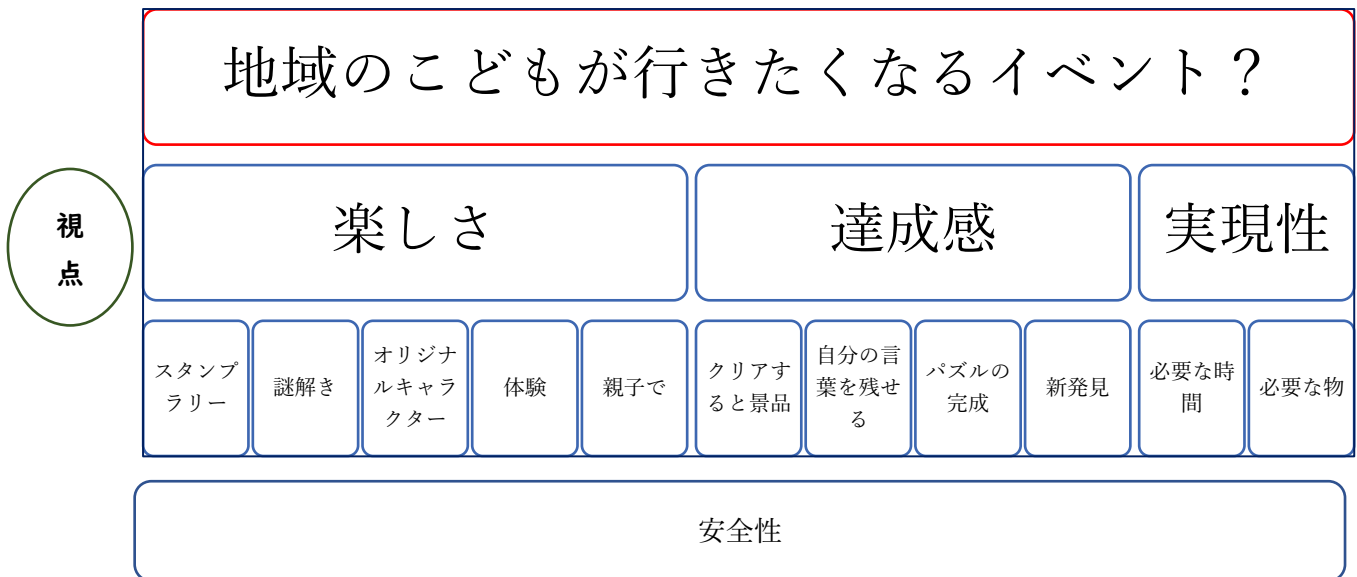 地域のこどもが行きたくなるイベント？
視
点
楽しさ
達成感
実現性
スタンプ
ラリー
謎解き
オリジナ
ルキャラ
クター
体験
親子で
クリアす
ると景品
自分の言
葉を残せ
る
パズルの
完成
新発見
必要な時
間
必要な物
安全性